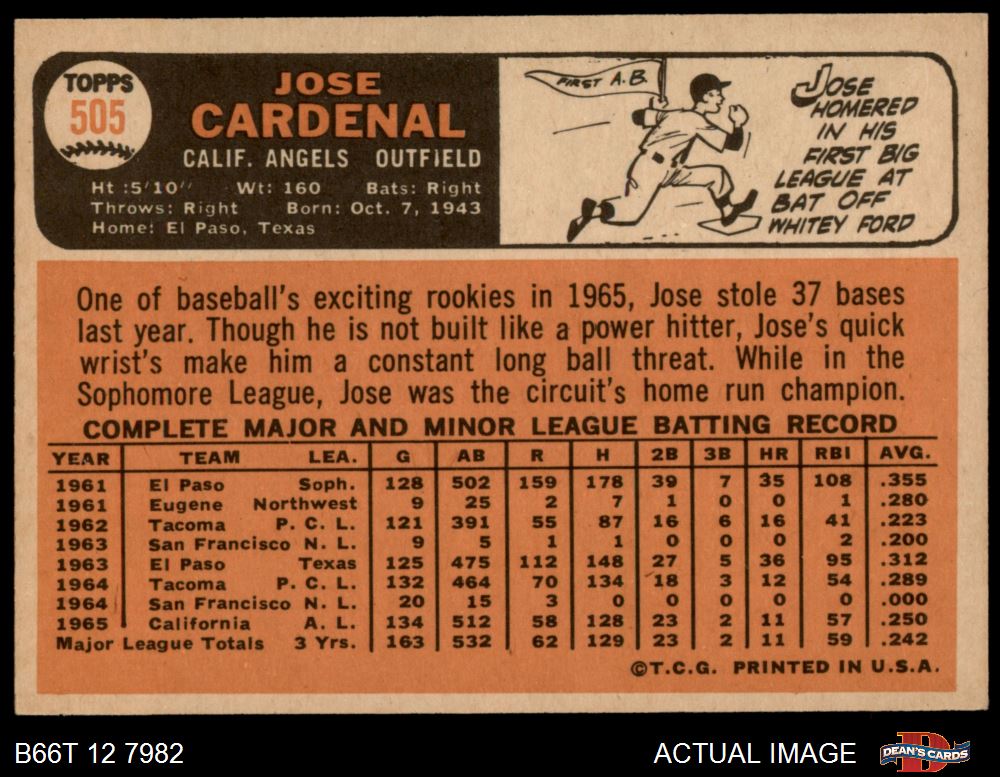 TOPPS
505
JOSE
CARDENAL
CALIF. ANGELS OUTFIELD
Ht :5'10" Wt: 160 Bats: Right
Throws: Right Born: Oct. 7, 1943
Home: El Paso, Texas
FIRST A.B.
JOSE
HOMERED
IN HIS
FIRST BIG
LEAGUE AT
BAT OFF
WHITEY FORD
One of baseball's exciting rookies in 1965, Jose stole 37 bases
last year. Though he is not built like a power hitter, Jose's quick
wrist's make him a constant long ball threat. While in the
Sophomore League, Jose was the circuit's home run champion.
COMPLETE MAJOR AND MINOR LEAGUE BATTING RECORD
YEAR TEAM LEA. G AB R H 2B 3B HR RBI AVG.
1961 El Paso Soph. 128 502 159 178 39 7 35 108 .355
1961 Eugene Northwest 9 25 2 7 1 0 0 1 .280
1962 Tacoma P. C. L. 121 391 55 87 16 6 16 41 .223
1963 San Francisco N. L. 9 5 1 1 0 0 0 2 .200
1963 El Paso Texas 125 475 112 148 27 5 36 95 .312
1964 Tacoma P. C. L. 132 464 70 134 18 3 12 54 .289
1964 San Francisco N. L. 20 15 3 0 0 0 0 0 .000
1965 California A. L. 134 512 58 128 23 2 11 57 .250
Major League Totals 3 Yrs. 163 532 62 129 23 2 11 59 .242
©T.C.G. PRINTED IN U.S.A.
B66T 12 7982 ACTUAL IMAGE
D
DEAN'S CARDS